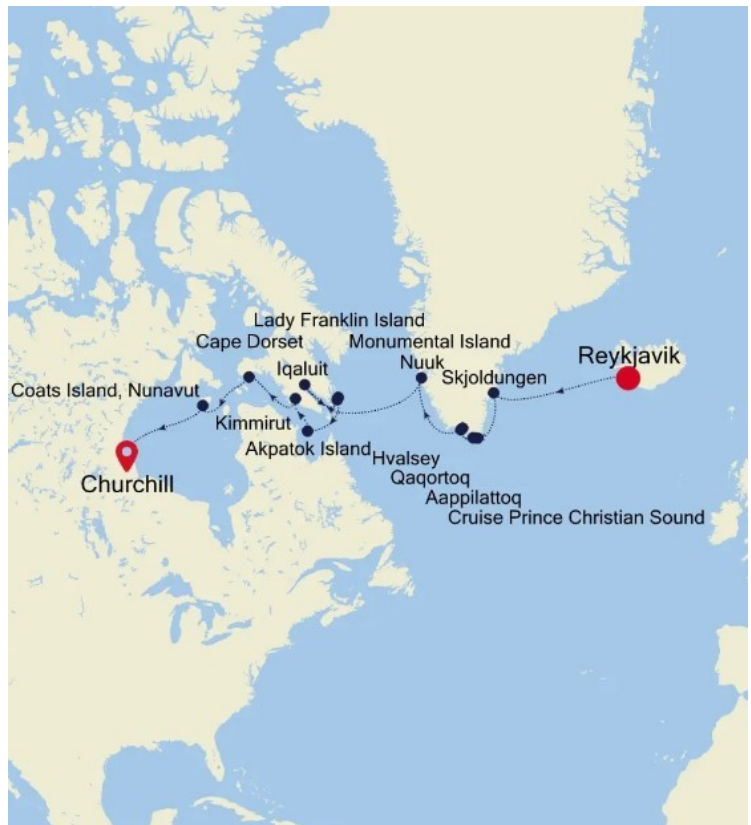 Lady Franklin Island
Cape Dorset
Monumental Island
Iqaluit
Nuuk
Reykjavik
Skjoldungen
Coats Island, Nunavut
Kimmirut
Akpatok Island
Hvalsey
Churchill
Qaqortoq
Aappilattoq
Cruise Prince Christian Sound